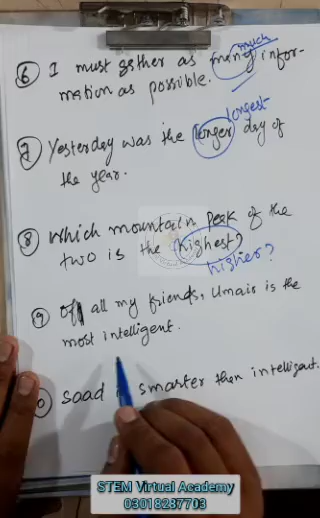 much
⑥ I must gather as many infor-
mation as possible.
longest
⑦ Yesterday was the longer day of
the year.
⑧ Which mountain peak of the
two is the highest?
higher?
⑨ Of all my friends, Umair is the
most intelligent.
Saad smarter than intelligent.
STEM Virtual Academy
03018287703